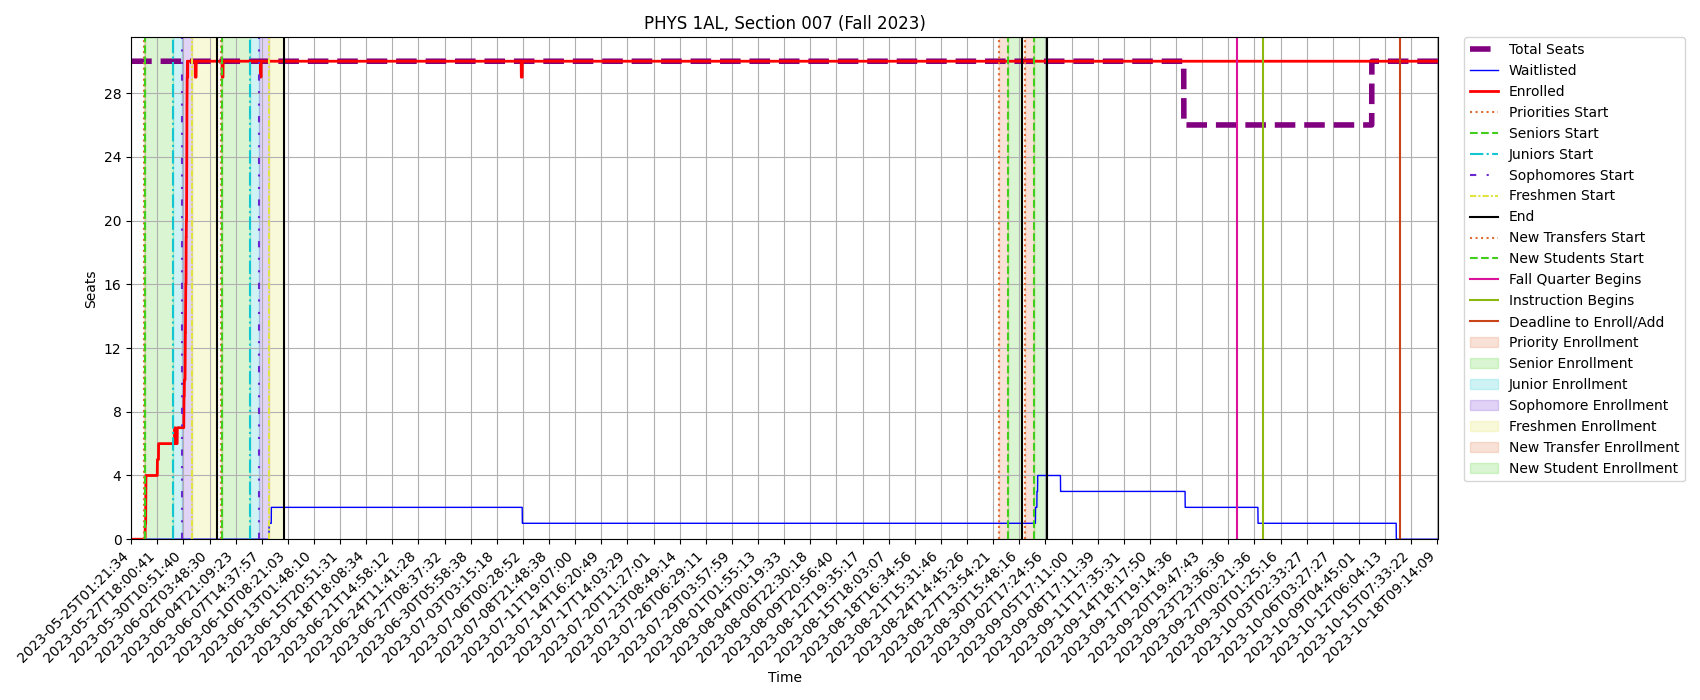 PHYS 1AL, Section 007 (Fall 2023)
Seats
28
24
20
16
12
8
4
0
2023-05-25T01:21:34
2023-05-27T18:00:41
2023-05-30T10:51:40
2023-06-02T03:48:30
2023-06-04T21:09:23
2023-06-07T14:37:57
2023-06-10T08:21:03
2023-06-13T01:48:10
2023-06-15T20:51:31
2023-06-18T18:08:34
2023-06-21T14:58:12
2023-06-24T11:41:28
2023-06-27T08:37:32
2023-06-30T05:58:38
2023-07-03T03:15:18
2023-07-06T00:28:52
2023-07-08T21:48:38
2023-07-11T19:07:00
2023-07-14T16:20:49
2023-07-17T14:03:29
2023-07-20T11:27:01
2023-07-23T08:49:14
2023-07-26T06:29:11
2023-07-29T03:57:59
2023-08-01T01:55:13
2023-08-04T00:19:33
2023-08-06T22:30:18
2023-08-09T20:56:40
2023-08-12T19:35:17
2023-08-15T18:03:07
2023-08-18T16:34:56
2023-08-21T15:31:46
2023-08-24T14:45:26
2023-08-27T13:54:21
2023-08-30T15:48:16
2023-09-02T17:24:56
2023-09-05T17:11:00
2023-09-08T17:11:39
2023-09-11T17:35:31
2023-09-14T18:17:50
2023-09-17T19:14:36
2023-09-20T19:47:43
2023-09-23T23:36:36
2023-09-27T00:21:36
2023-09-30T01:25:16
2023-10-03T02:33:27
2023-10-06T03:27:27
2023-10-09T04:45:01
2023-10-12T06:04:13
2023-10-15T07:33:22
2023-10-18T09:14:09
Time
Total Seats
Waitlisted
Enrolled
Priorities Start
Seniors Start
Juniors Start
Sophomores Start
Freshmen Start
End
New Transfers Start
New Students Start
Fall Quarter Begins
Instruction Begins
Deadline to Enroll/Add
Priority Enrollment
Senior Enrollment
Junior Enrollment
Sophomore Enrollment
Freshmen Enrollment
New Transfer Enrollment
New Student Enrollment